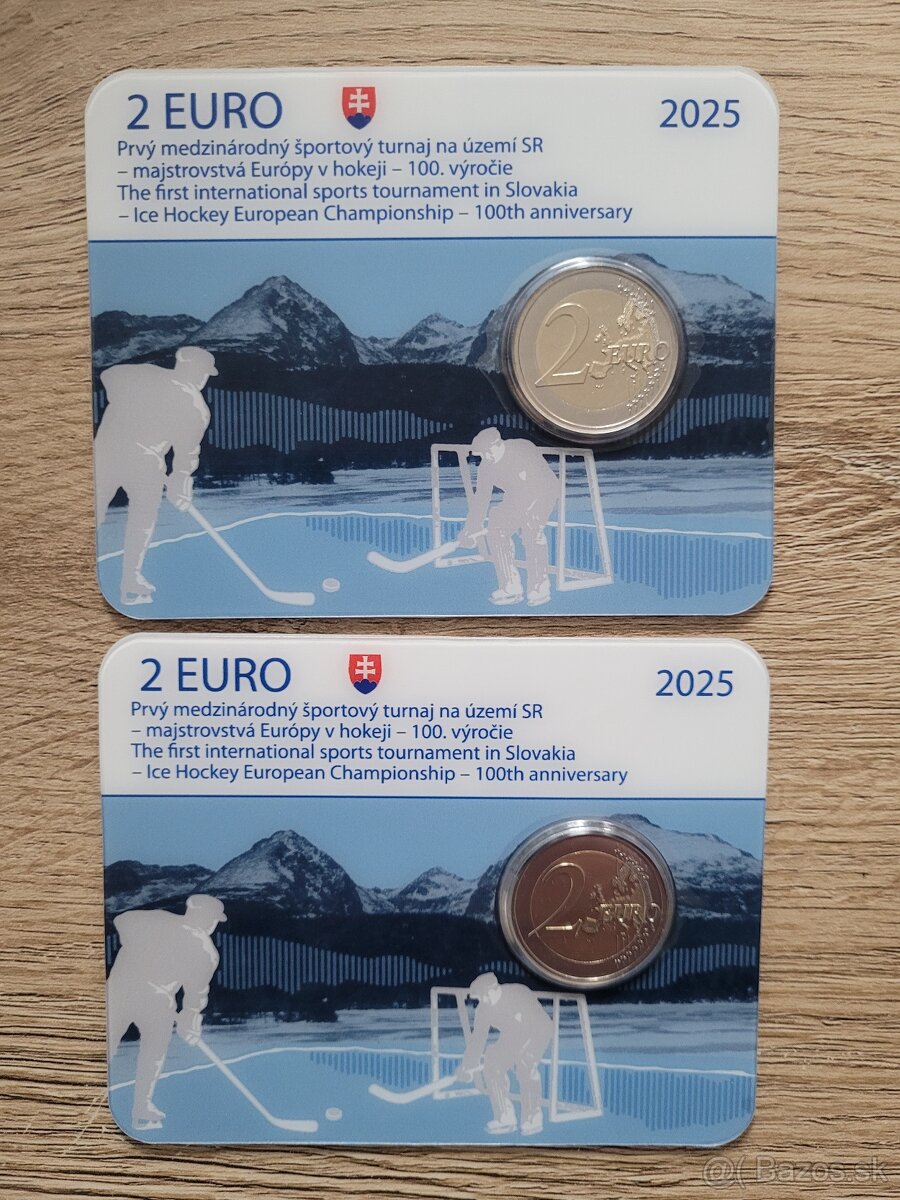 2 EURO
2025
Prvý medzinárodný športový turnaj na území SR
– majstrovstvá Európy v hokeji – 100. výročie
The first international sports tournament in Slovakia
– Ice Hockey European Championship – 100th anniversary
2 EURO
2 EURO
2025
Prvý medzinárodný športový turnaj na území SR
– majstrovstvá Európy v hokeji – 100. výročie
The first international sports tournament in Slovakia
– Ice Hockey European Championship – 100th anniversary
2 EURO
Bazos.sk